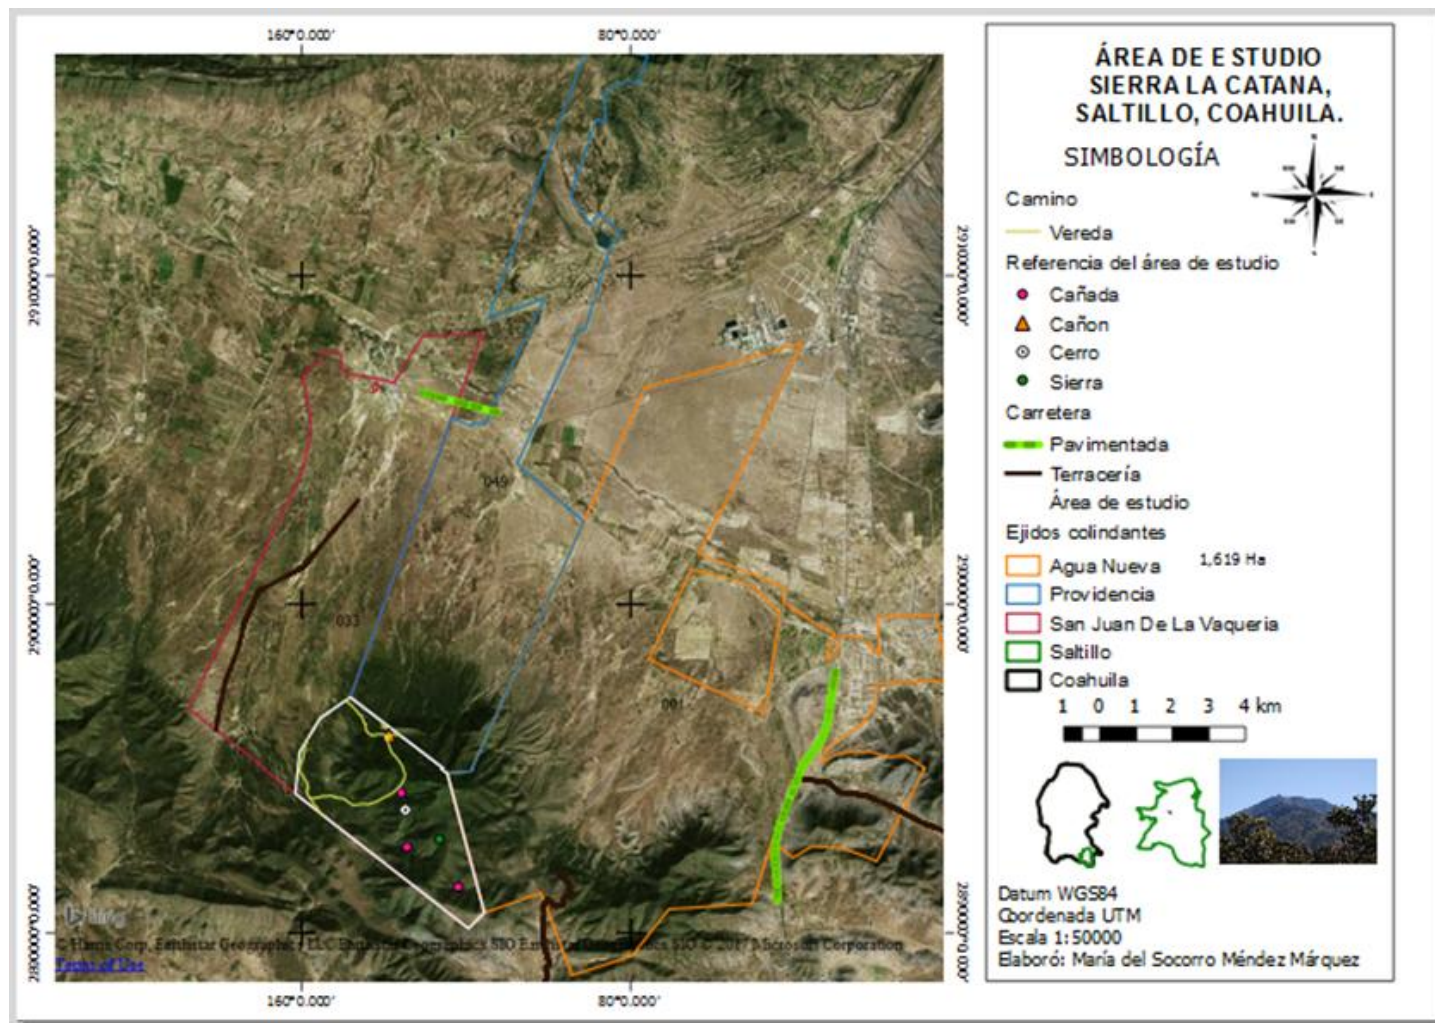 160°0.000'
80°0.000'
ÁREA DE E STUDIO
SIERRA LA CATANA,
SALTILLO, COAHUILA.
SIMBOLOGÍA
Camino
Vereda
Referencia del área de estudio
Cañada
Cañon
Cerro
Sierra
Carretera
Pavimentada
Terracería
Área de estudio
Ejidos colindantes
Agua Nueva
1,619 Ha
Providencia
San Juan De La Vaqueria
Saltillo
Coahuila
1 0 1 2 3 4 km
Datum WGS84
Coordenada UTM
Escala 1:50000
Elaboró: María del Socorro Méndez Márquez
049
033
001
Terms of Use
160°0.000'
80°0.000'